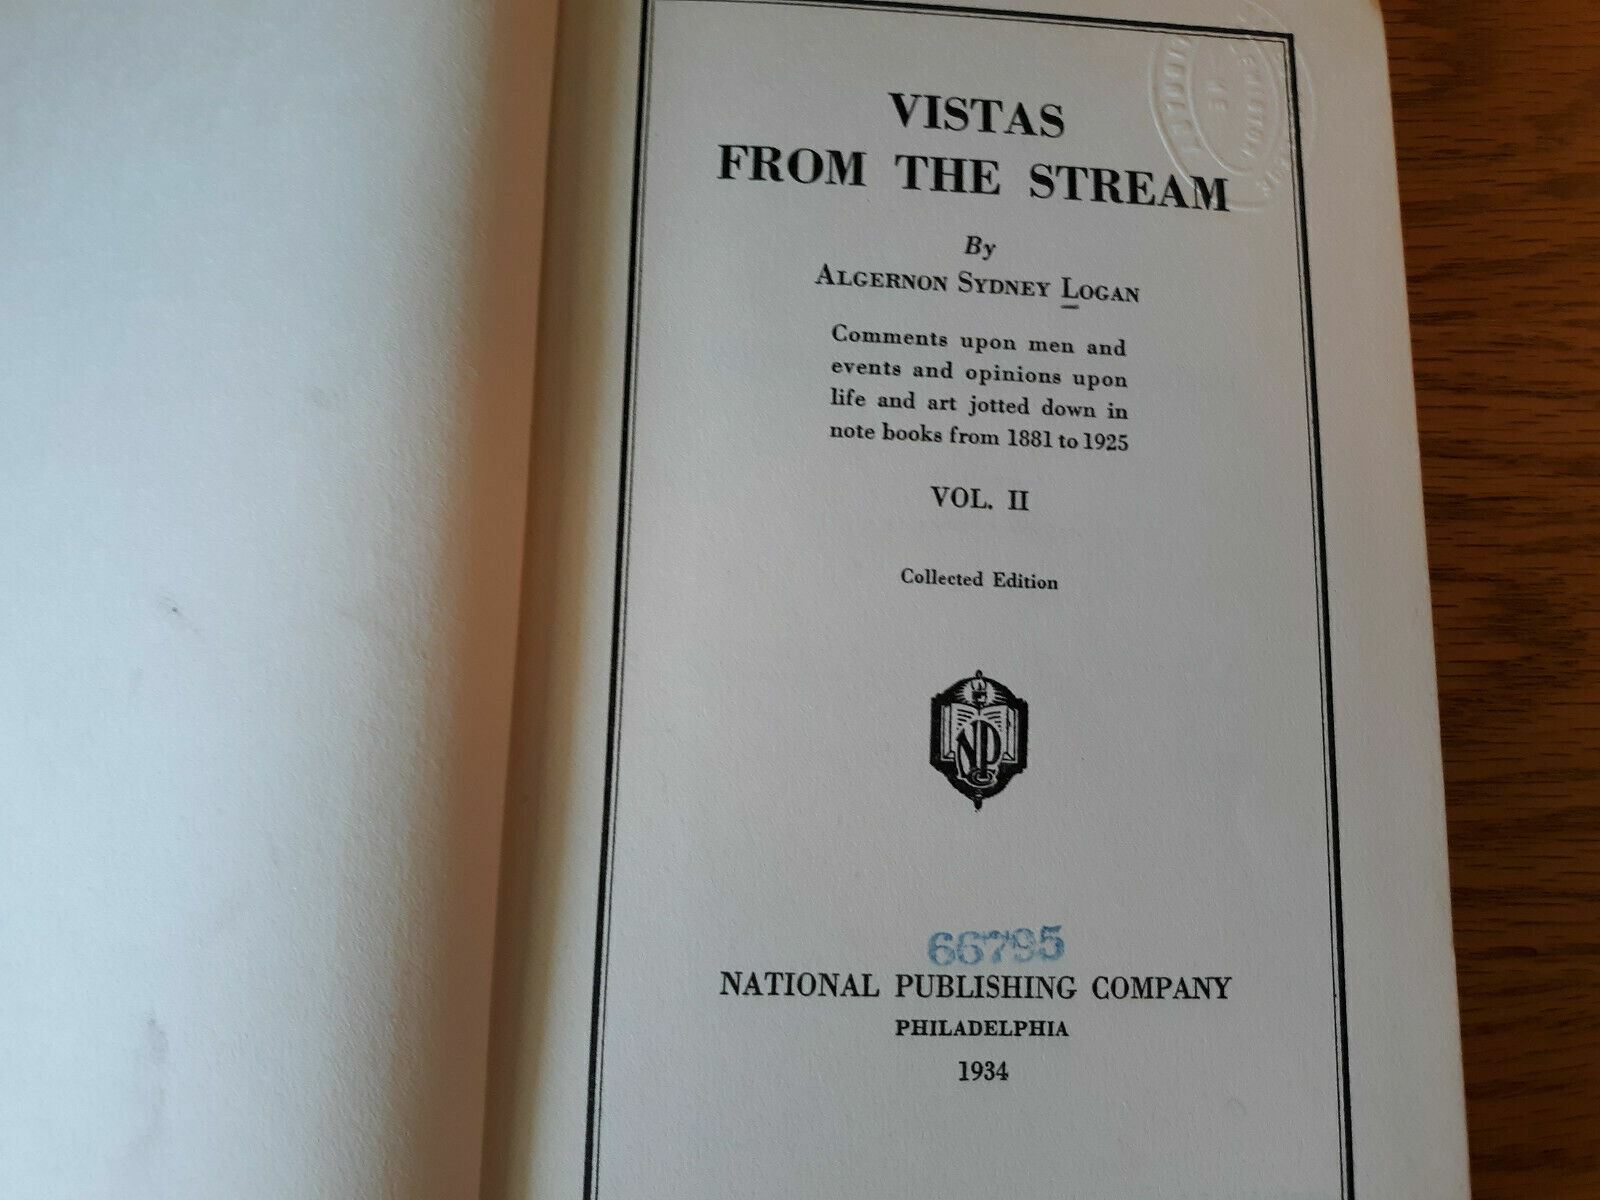 VISTAS
FROM THE STREAM
By
ALGERNON SYDNEY LOGAN
Comments upon men and
events and opinions upon
life and art jotted down in
note books from 1881 to 1925
VOL. II
Collected Edition
NPC
66795
NATIONAL PUBLISHING COMPANY
PHILADELPHIA
1934